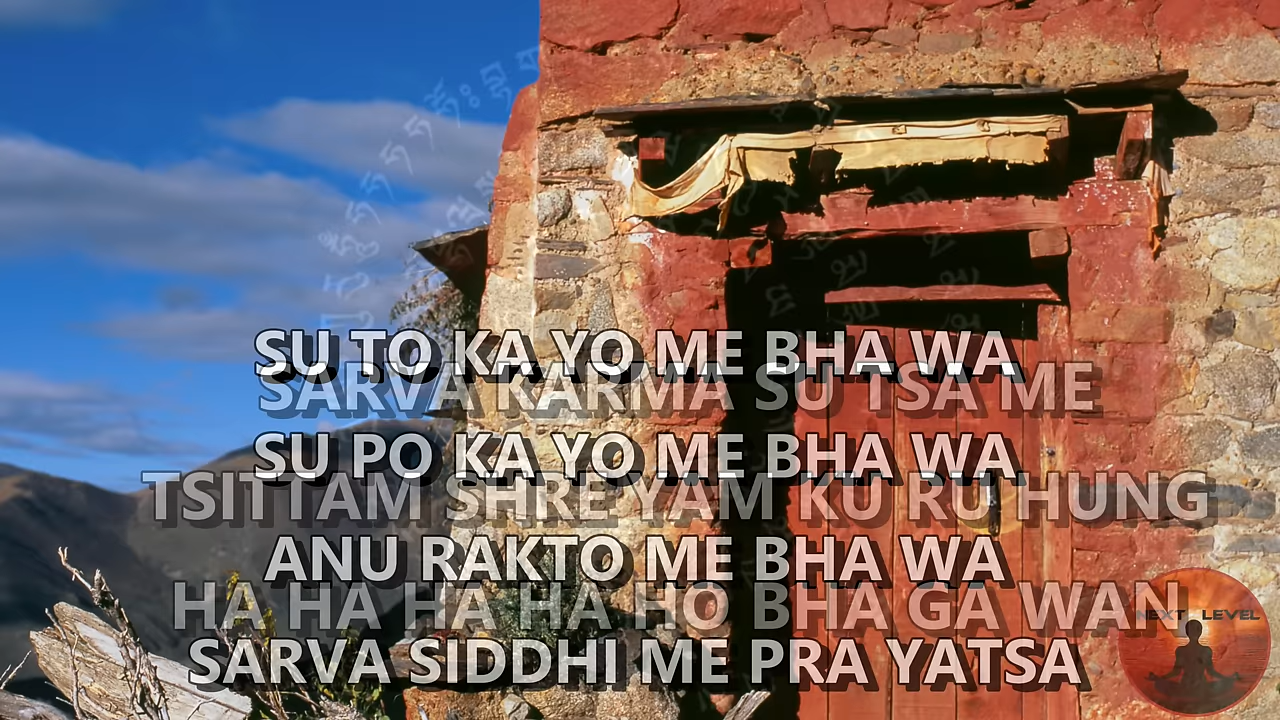 SU TO KA YO ME BHA WA
SARVA KARMA SU TSA ME
SU PO KA YO ME BHA WA
TSITTAM SHRE YAM KU RU HUNG
ANU RAKTO ME BHA WA
HA HA HA HA HO BHA GA WAN
SARVA SIDDHI ME PRA YATSA
NEXT LEVEL